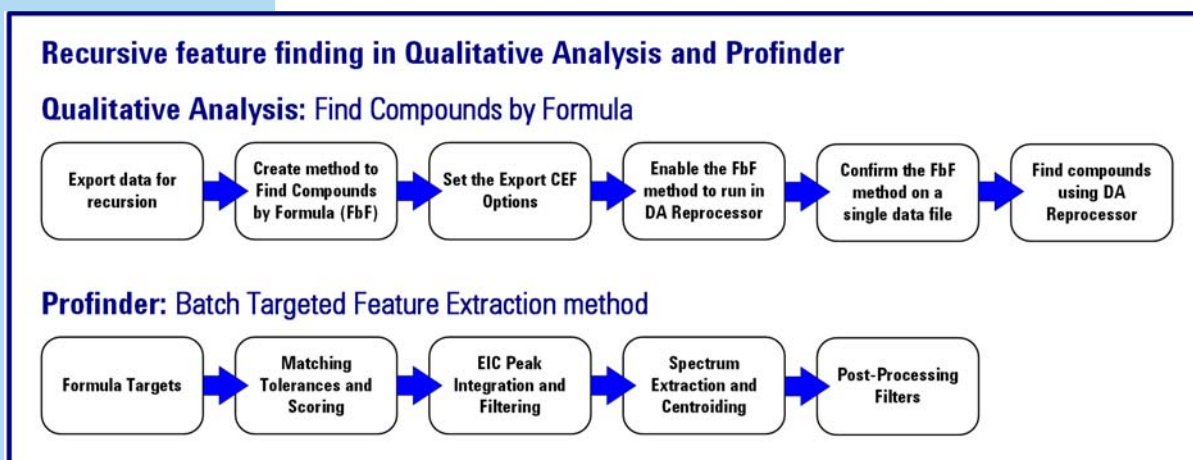 Recursive feature finding in Qualitative Analysis and Profinder
Qualitative Analysis: Find Compounds by Formula
Export data for
recursion
Create method to
Find Compounds
by Formula (FbF)
Set the Export CEF
Options
Enable the FbF
method to run in
DA Reprocessor
Confirm the FbF
method on a
single data file
Find compounds
using DA
Reprocessor
Profinder: Batch Targeted Feature Extraction method
Formula Targets
Matching
Tolerances and
Scoring
EIC Peak
Integration and
Filtering
Spectrum
Extraction and
Centroiding
Post-Processing
Filters